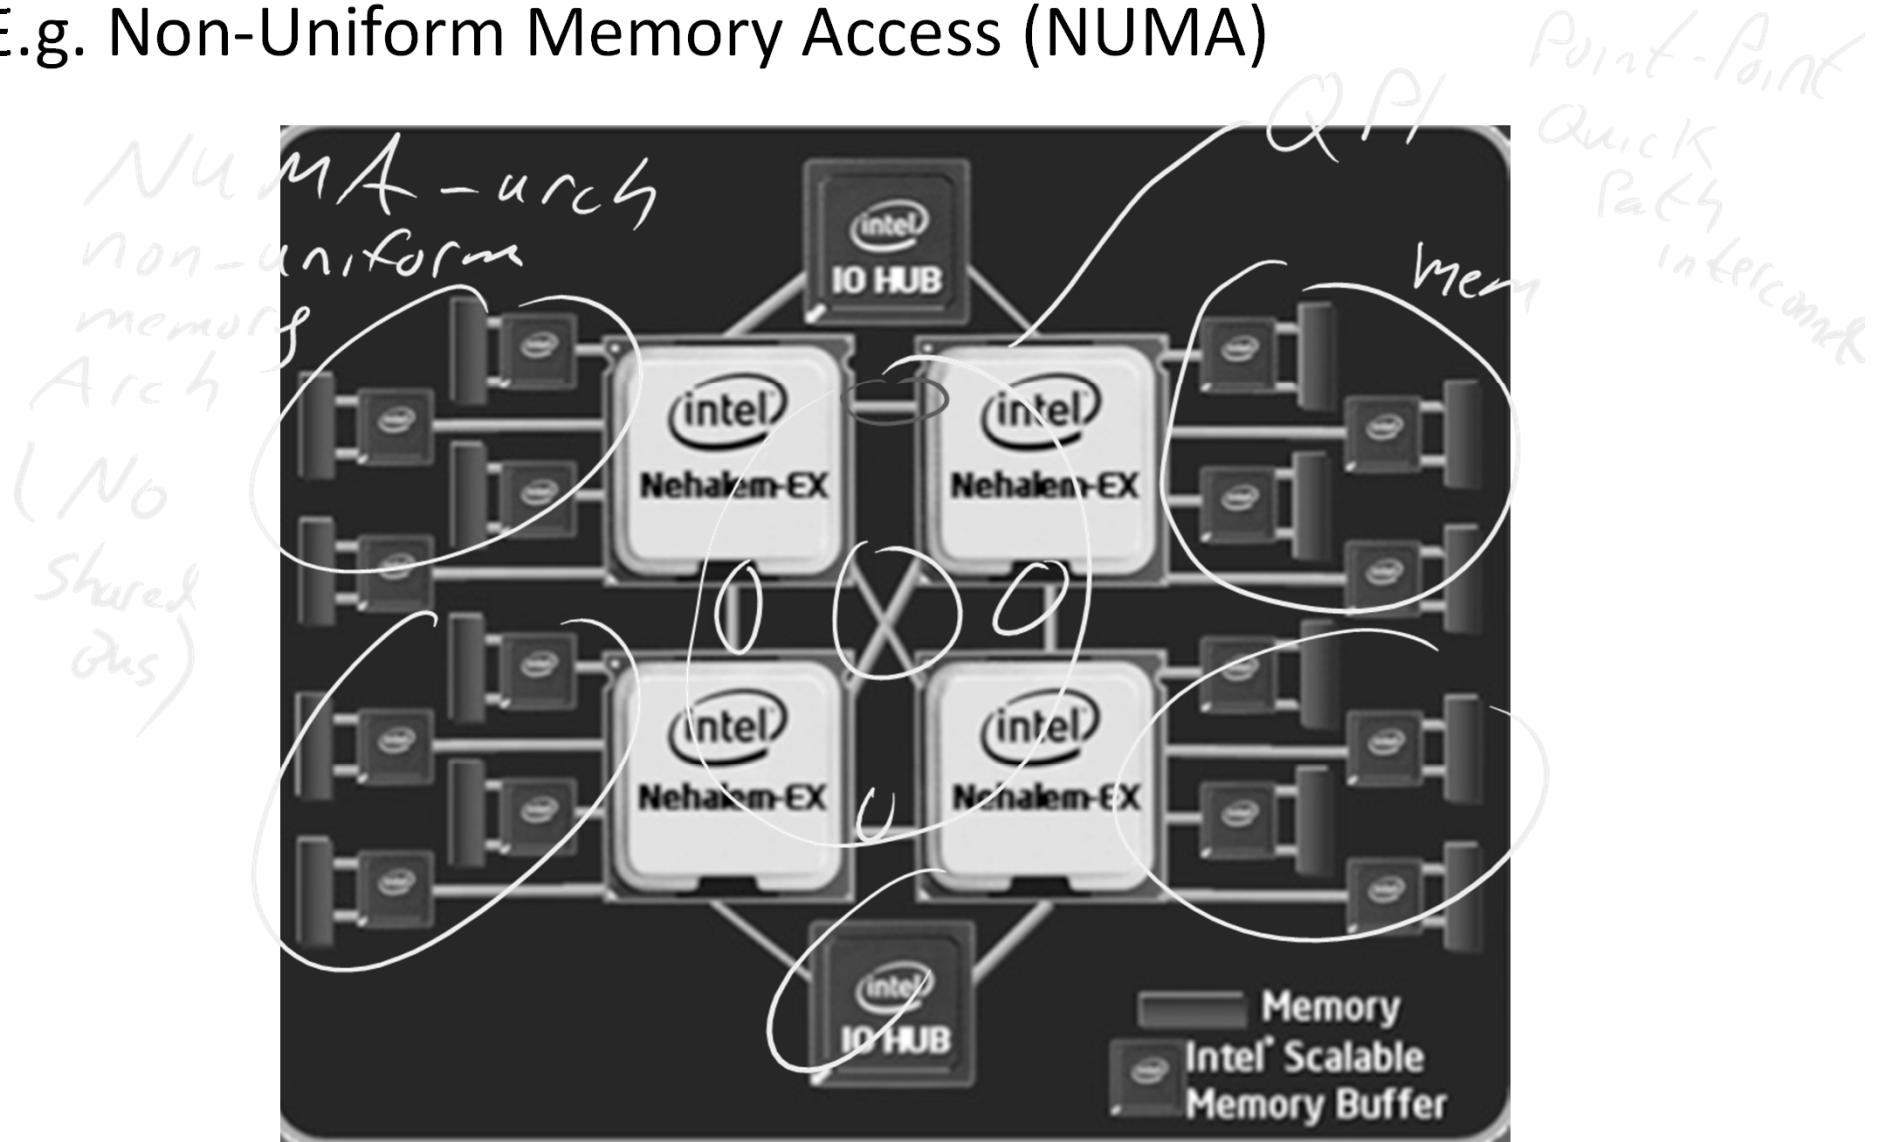 E.g. Non-Uniform Memory Access (NUMA)
Point-Point
QPI
Quick
Path
interconnect
NUMA-arch
non-uniform
memory
Arch
(No
shared
bus)
mem
intel
IO HUB
intel
Nehalem-EX
intel
Nehalem-EX
intel
Nehalem-EX
intel
Nehalem-EX
intel
IO HUB
Memory
Intel® Scalable
Memory Buffer